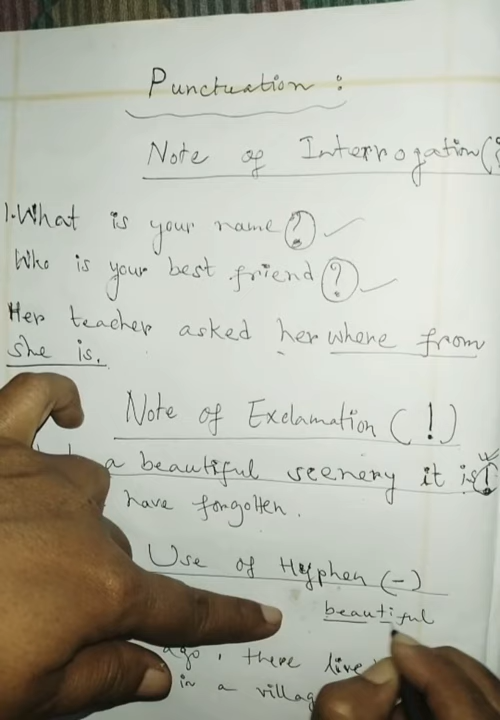 Punctuation :
Note of Interrogation (?
1. What is your name ?
Who is your best friend ?
Her teacher asked her where from
she is.
Note of Exclamation ( ! )
a beautiful scenery it is !
have forgotten.
Use of Hyphen (-)
beautiful
ago, there live
in a villag